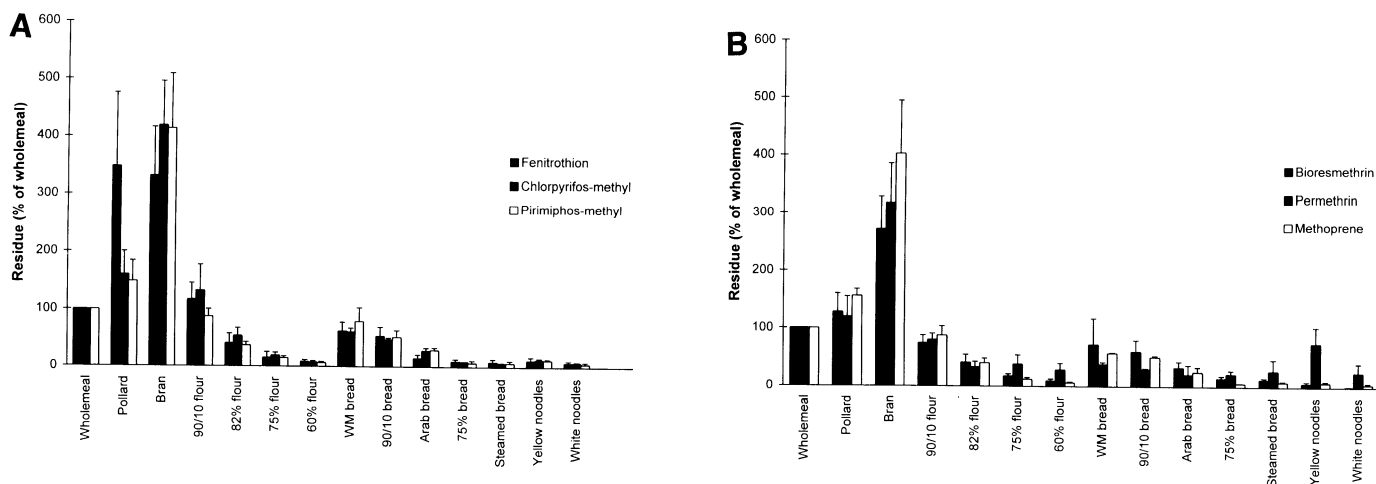 A
Residue (% of wholemeal)
600
500
400
300
200
100
0
Fenitrothion
Chlorpyrifos-methyl
Pirimiphos-methyl
Wholemeal
Pollard
Bran
90/10 flour
82% flour
75% flour
60% flour
WM bread
90/10 bread
Arab bread
75% bread
Steamed bread
Yellow noodles
White noodles
B
Residue (% of wholemeal)
600
500
400
300
200
100
0
Bioresmethrin
Permethrin
Methoprene
Wholemeal
Pollard
Bran
90/10 flour
82% flour
75% flour
60% flour
WM bread
90/10 bread
Arab bread
75% bread
Steamed bread
Yellow noodles
White noodles